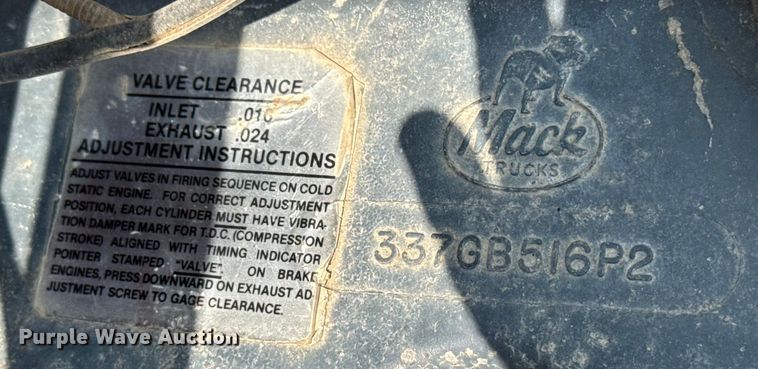 VALVE CLEARANCE
INLET .010
EXHAUST .024
ADJUSTMENT INSTRUCTIONS
ADJUST VALVES IN FIRING SEQUENCE ON COLD
STATIC ENGINE. FOR CORRECT ADJUSTMENT
POSITION, EACH CYLINDER MUST HAVE VIBRA-
TION DAMPER MARK FOR T.D.C. (COMPRESSION
STROKE) ALIGNED WITH TIMING INDICATOR
POINTER STAMPED "VALVE". ON BRAKE
ENGINES, PRESS DOWNWARD ON EXHAUST AD-
JUSTMENT SCREW TO GAGE CLEARANCE.
Mack
TRUCKS
337GB516P2
Purple Wave Auction